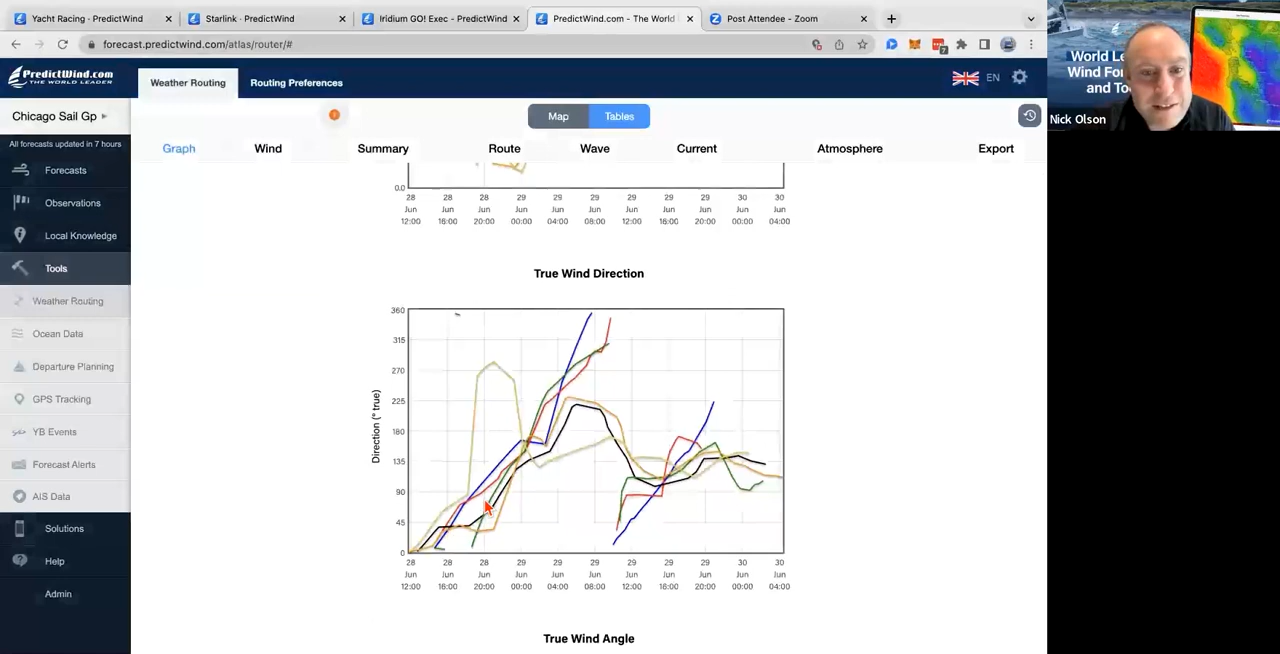 Yacht Racing · PredictWind
Starlink · PredictWind
Iridium GO! Exec - PredictWind
PredictWind.com - The World
Post Attendee - Zoom
forecast.predictwind.com/atlas/router/#
PredictWind.com
THE WORLD LEADER
Weather Routing
Routing Preferences
EN
Chicago Sail Gp
All forecasts updated in 7 hours
Forecasts
Observations
Local Knowledge
Tools
Weather Routing
Ocean Data
Departure Planning
GPS Tracking
YB Events
Forecast Alerts
AIS Data
Solutions
Help
Admin
Map
Tables
Graph
Wind
Summary
Route
Wave
Current
Atmosphere
Export
0.0
28 28 28 29 29 29 29 29 29 30 30
Jun Jun Jun Jun Jun Jun Jun Jun Jun Jun Jun
12:00 16:00 20:00 00:00 04:00 08:00 12:00 16:00 20:00 00:00 04:00
True Wind Direction
Direction (° true)
360
315
270
225
180
135
90
45
0
28 28 28 29 29 29 29 29 29 30 30
Jun Jun Jun Jun Jun Jun Jun Jun Jun Jun Jun
12:00 16:00 20:00 00:00 04:00 08:00 12:00 16:00 20:00 00:00 04:00
True Wind Angle
World Le
Wind For
and To
Nick Olson